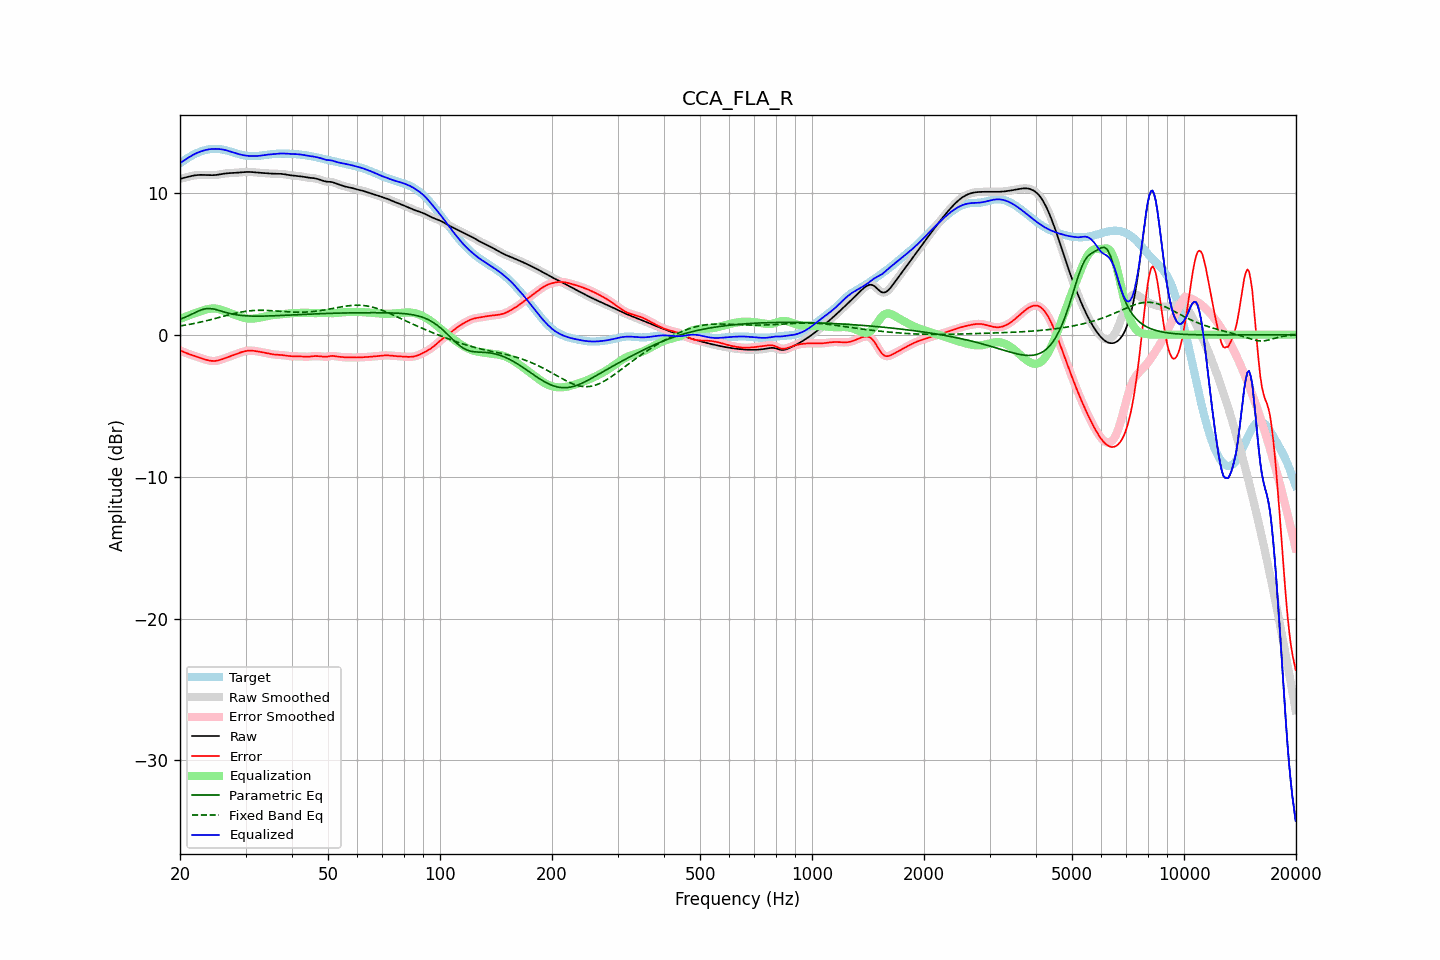 CCA_FLA_R
Amplitude (dBr)
10
0
−10
−20
−30
Target
Raw Smoothed
Error Smoothed
Raw
Error
Equalization
Parametric Eq
Fixed Band Eq
Equalized
20 50 100 200 500 1000 2000 5000 10000 20000
Frequency (Hz)